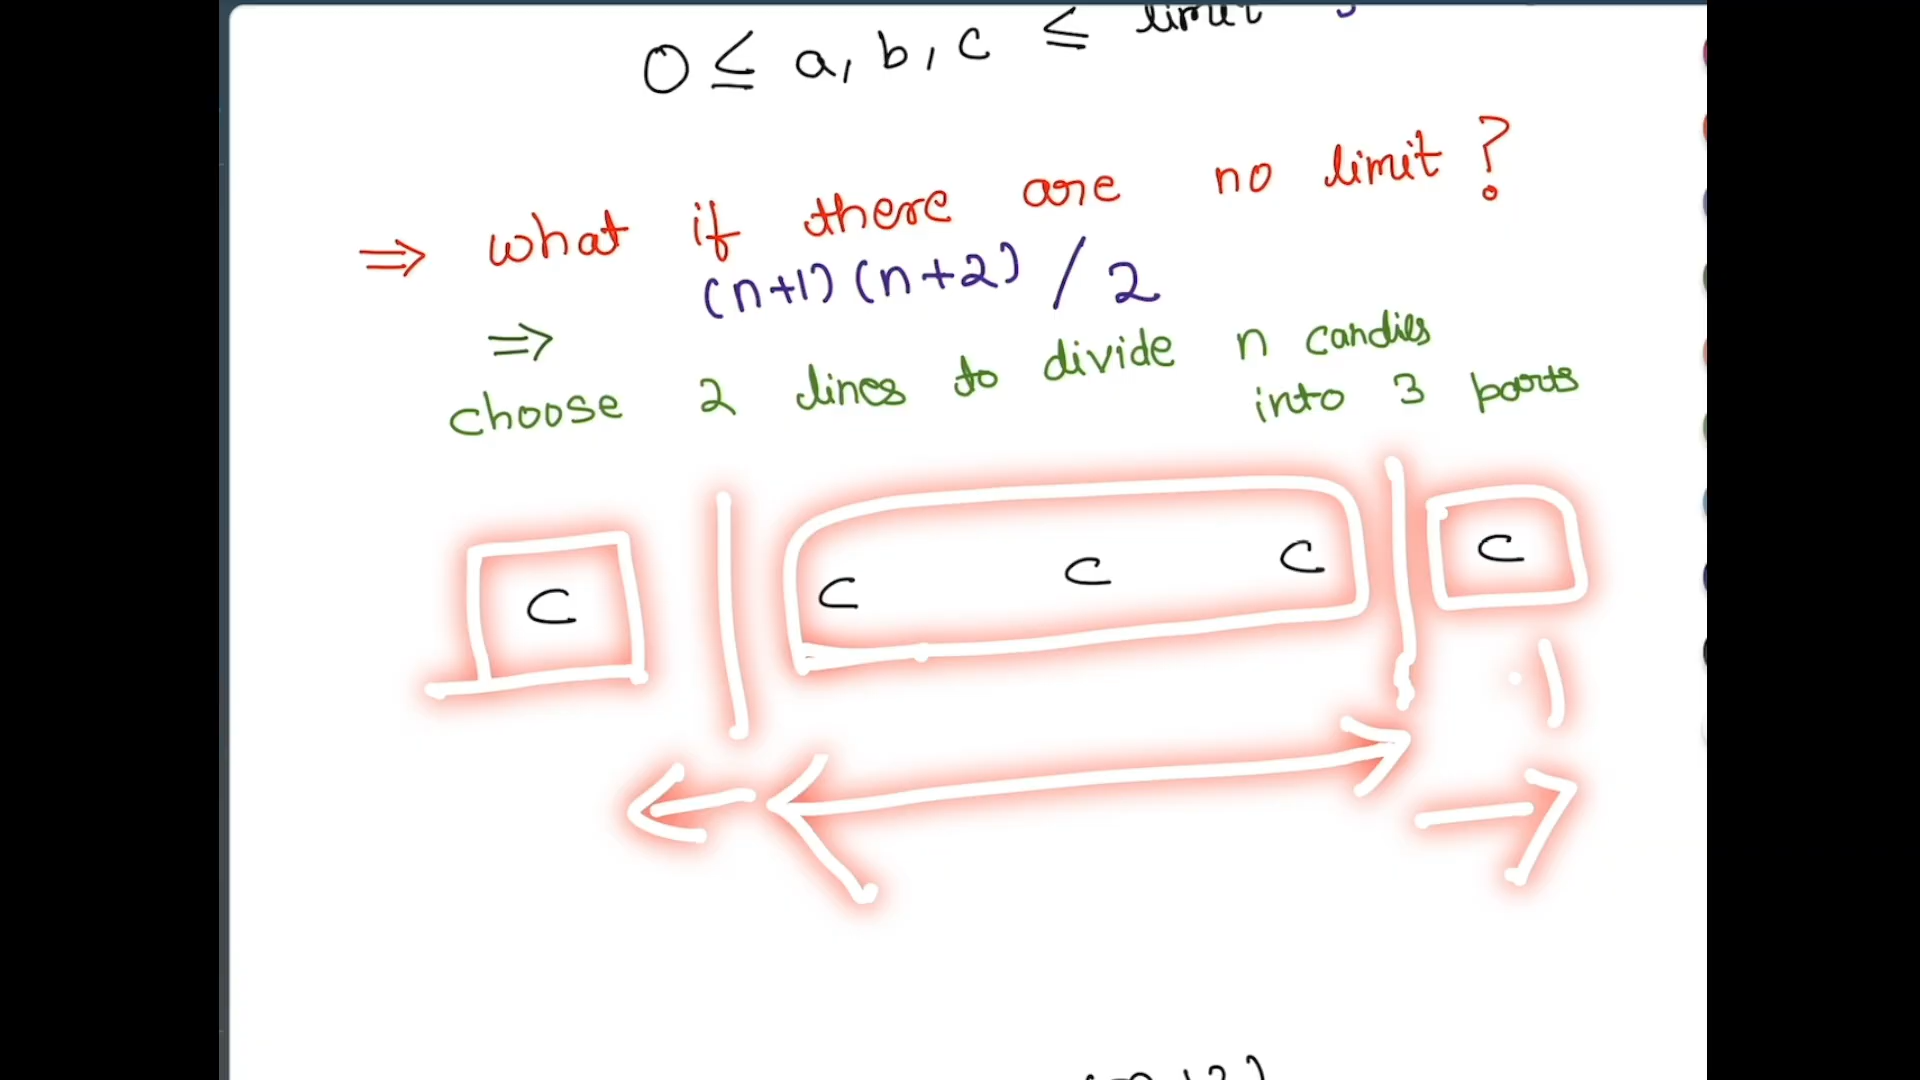 0 ≤ a, b, c ≤ limit
⇒ what if there are no limit?
(n+1) (n+2) / 2
⇒
choose 2 lines to divide n candies
into 3 parts
C C C C C